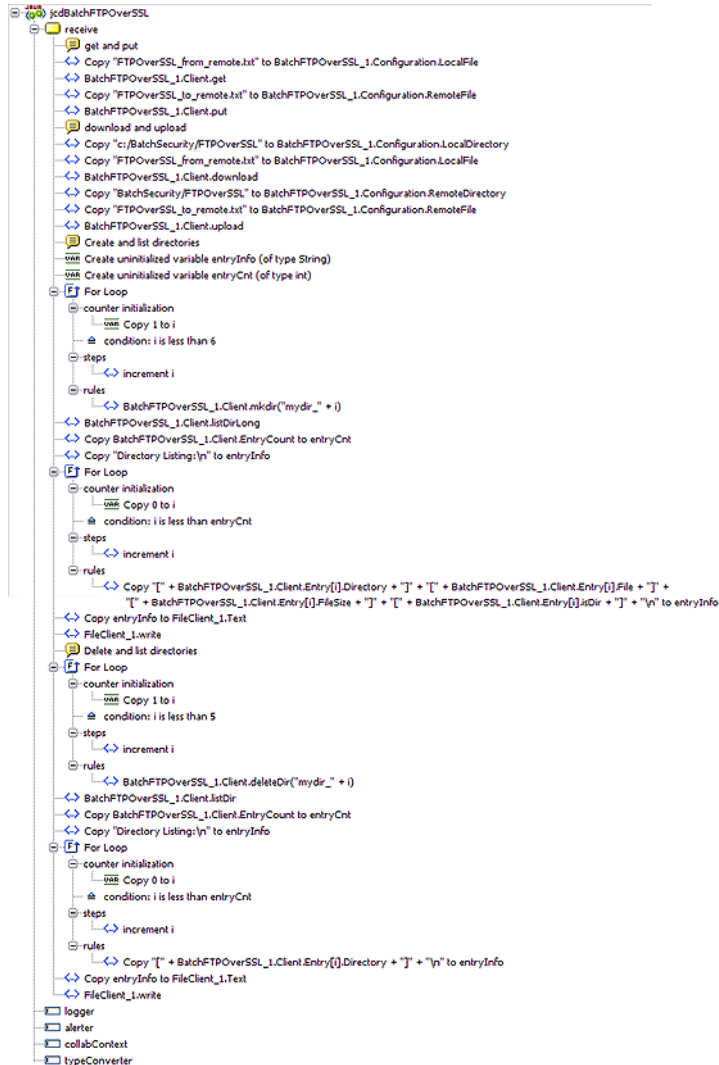 jcdBatchFTPOverSSL
receive
get and put
Copy "FTPOverSSL_from_remote.txt" to BatchFTPOverSSL_1.Configuration.LocalFile
BatchFTPOverSSL_1.Client.get
Copy "FTPOverSSL_to_remote.txt" to BatchFTPOverSSL_1.Configuration.RemoteFile
BatchFTPOverSSL_1.Client.put
download and upload
Copy "c:/BatchSecurity/FTPOverSSL" to BatchFTPOverSSL_1.Configuration.LocalDirectory
Copy "FTPOverSSL_from_remote.txt" to BatchFTPOverSSL_1.Configuration.LocalFile
BatchFTPOverSSL_1.Client.download
Copy "BatchSecurity/FTPOverSSL" to BatchFTPOverSSL_1.Configuration.RemoteDirectory
Copy "FTPOverSSL_to_remote.txt" to BatchFTPOverSSL_1.Configuration.RemoteFile
BatchFTPOverSSL_1.Client.upload
Create and list directories
VAR Create uninitialized variable entryInfo (of type String)
VAR Create uninitialized variable entryCnt (of type int)
For Loop
counter initialization
VAR Copy 1 to i
condition: i is less than 6
steps
increment i
rules
BatchFTPOverSSL_1.Client.mkdir("mydir_" + i)
BatchFTPOverSSL_1.Client.listDirLong
Copy BatchFTPOverSSL_1.Client.EntryCount to entryCnt
Copy "Directory Listing:\n" to entryInfo
For Loop
counter initialization
VAR Copy 0 to i
condition: i is less than entryCnt
steps
increment i
rules
Copy "[" + BatchFTPOverSSL_1.Client.Entry[i].Directory + "]" + "[" + BatchFTPOverSSL_1.Client.Entry[i].File + "]" +
"[" + BatchFTPOverSSL_1.Client.Entry[i].FileSize + "]" + "[" + BatchFTPOverSSL_1.Client.Entry[i].isDir + "]" + "\n" to entryInfo
Copy entryInfo to FileClient_1.Text
FileClient_1.write
Delete and list directories
For Loop
counter initialization
VAR Copy 1 to i
condition: i is less than 5
steps
increment i
rules
BatchFTPOverSSL_1.Client.deleteDir("mydir_" + i)
BatchFTPOverSSL_1.Client.listDir
Copy BatchFTPOverSSL_1.Client.EntryCount to entryCnt
Copy "Directory Listing:\n" to entryInfo
For Loop
counter initialization
VAR Copy 0 to i
condition: i is less than entryCnt
steps
increment i
rules
Copy "[" + BatchFTPOverSSL_1.Client.Entry[i].Directory + "]" + "\n" to entryInfo
Copy entryInfo to FileClient_1.Text
FileClient_1.write
logger
alerter
collabContext
typeConverter